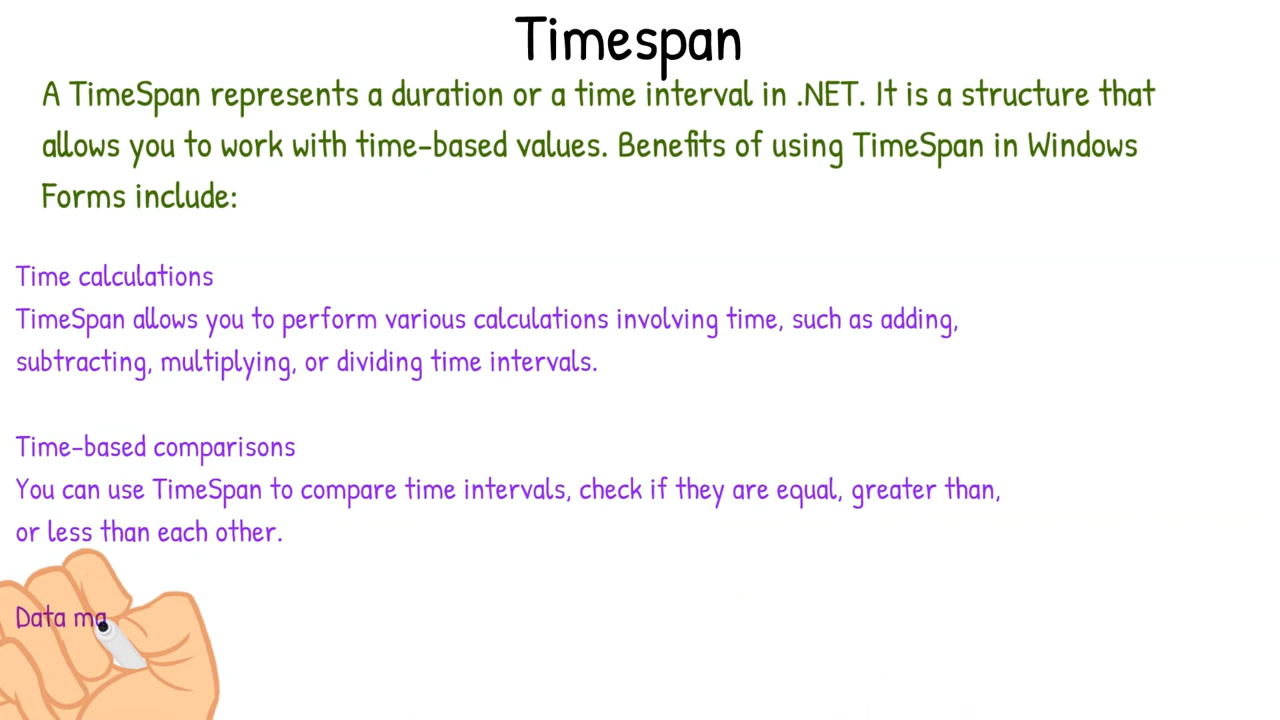 Timespan
A TimeSpan represents a duration or a time interval in .NET. It is a structure that
allows you to work with time-based values. Benefits of using TimeSpan in Windows
Forms include:
Time calculations
TimeSpan allows you to perform various calculations involving time, such as adding,
subtracting, multiplying, or dividing time intervals.
Time-based comparisons
You can use TimeSpan to compare time intervals, check if they are equal, greater than,
or less than each other.
Data ma